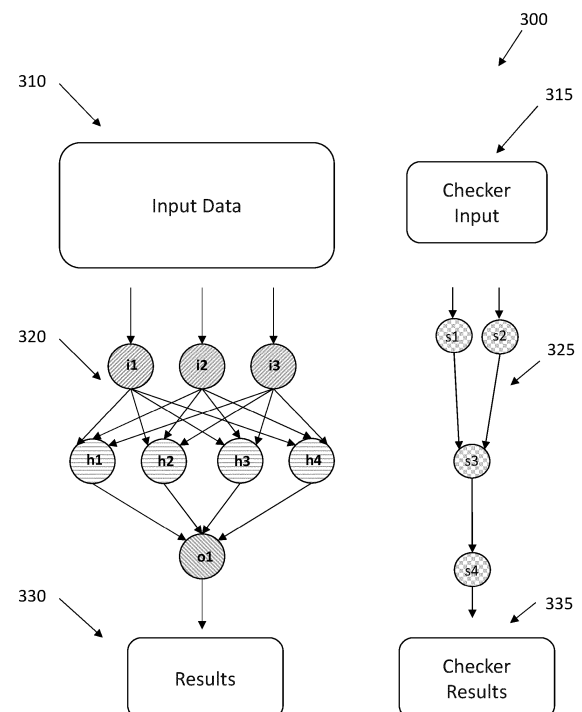 300
310
315
Input Data
Checker
Input
320
s1 s2
325
i1 i2 i3
h1 h2 h3 h4
s3
o1
s4
330
335
Results
Checker
Results